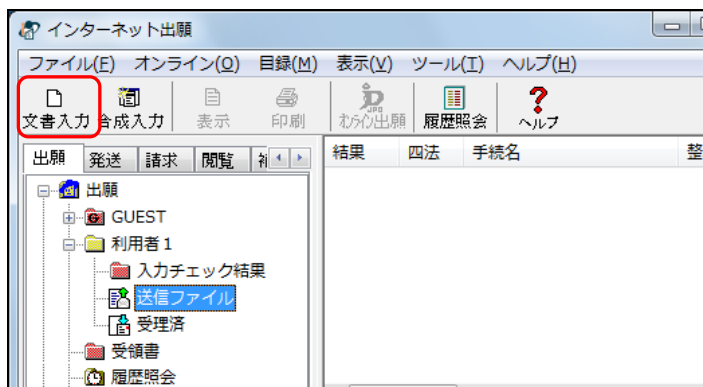 インターネット出願
ファイル(F) オンライン(O) 目録(M) 表示(V) ツール(T) ヘルプ(H)
文書入力 合成入力 表示 印刷 オンライン出願 履歴照会 ヘルプ
出願 発送 請求 閲覧
結果 四法 手続名
出願
GUEST
利用者1
入力チェック結果
送信ファイル
受理済
受領書
履歴照会